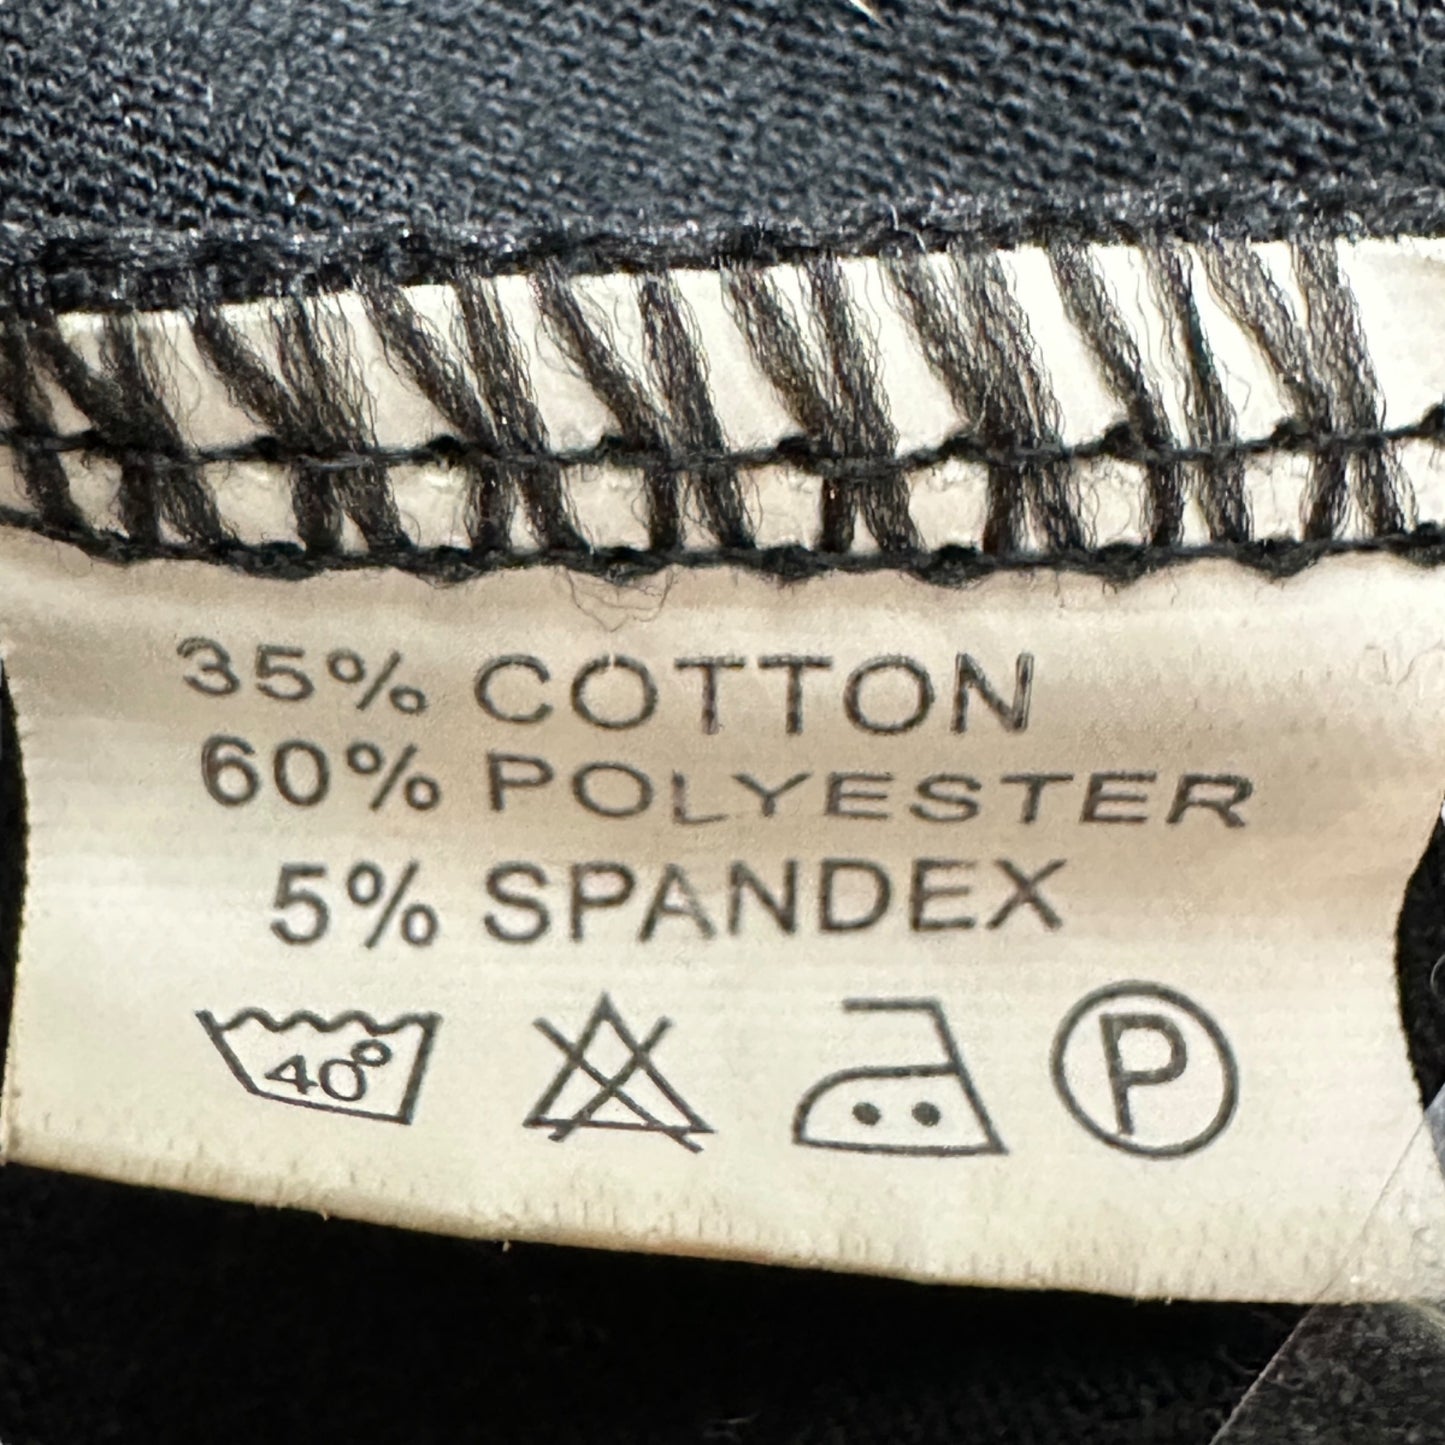 35% COTTON
60% POLYESTER
5% SPANDEX
40° P